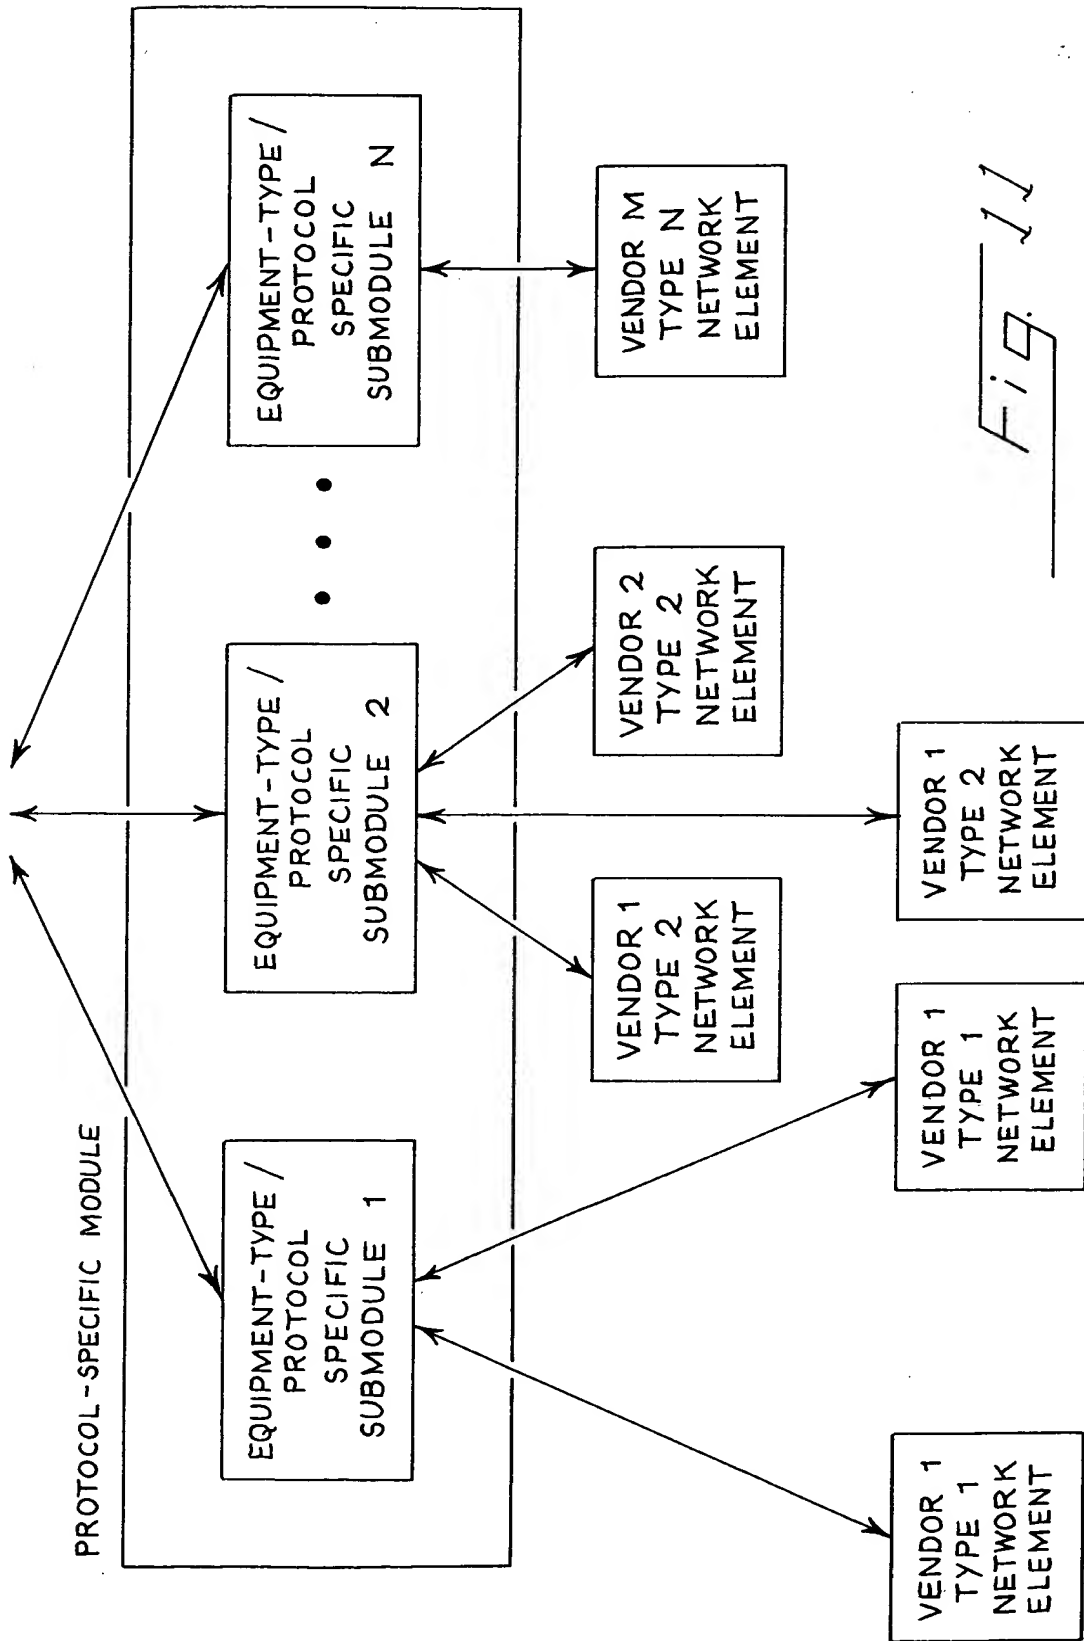 PROTOCOL-SPECIFIC MODULE
EQUIPMENT-TYPE/
PROTOCOL
SPECIFIC
SUBMODULE 1
EQUIPMENT-TYPE/
PROTOCOL
SPECIFIC
SUBMODULE 2
EQUIPMENT-TYPE/
PROTOCOL
SPECIFIC
SUBMODULE N
VENDOR 1
TYPE 2
NETWORK
ELEMENT
VENDOR 2
TYPE 2
NETWORK
ELEMENT
VENDOR M
TYPE N
NETWORK
ELEMENT
VENDOR 1
TYPE 1
NETWORK
ELEMENT
VENDOR 1
TYPE 1
NETWORK
ELEMENT
VENDOR 1
TYPE 2
NETWORK
ELEMENT
Fig. 11